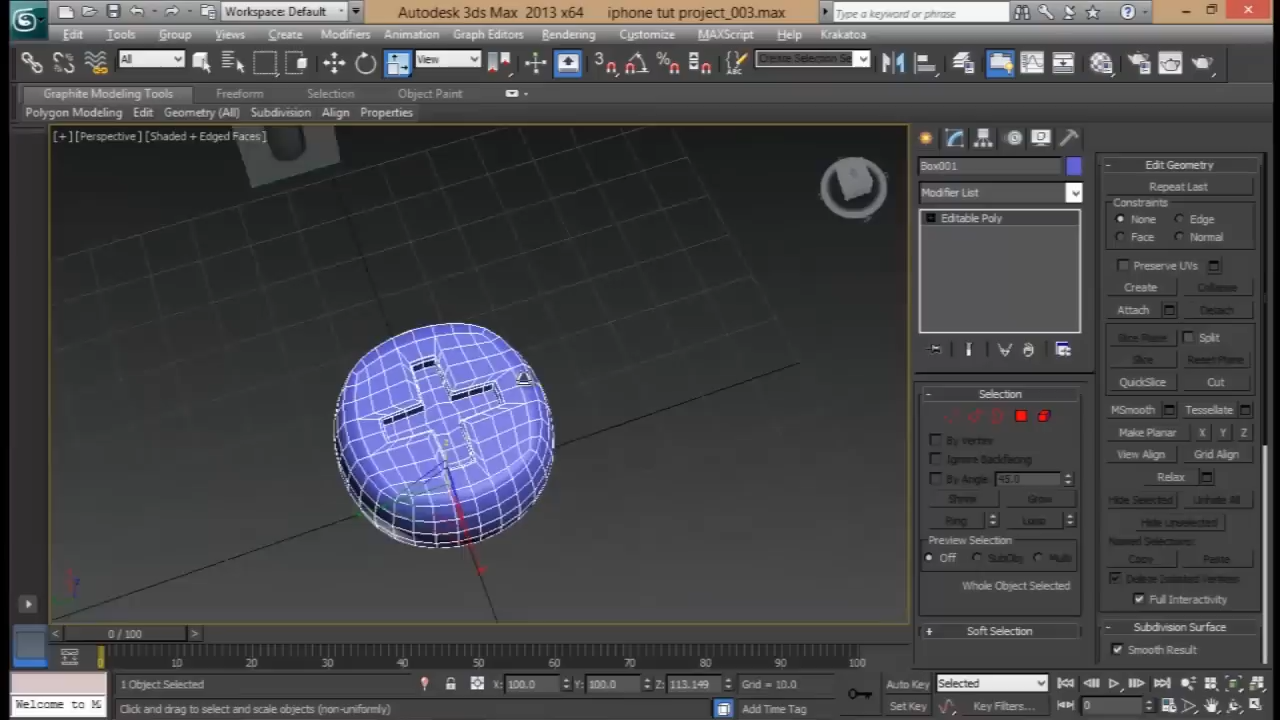 Workspace: Default
Autodesk 3ds Max 2013 x64 iphone tut project_003.max
Type a keyword or phrase
Edit Tools Group Views Create Modifiers Animation Graph Editors Rendering Customize MAXScript Help Krakatoa
All
View
3
Create Selection Se
Graphite Modeling Tools Freeform Selection Object Paint
Polygon Modeling Edit Geometry (All) Subdivision Align Properties
[+] [Perspective] [Shaded + Edged Faces]
Box001
Modifier List
Editable Poly
Selection
By Vertex
Ignore Backfacing
By Angle: 45.0
Shrink Grow
Ring Loop
Preview Selection
Off SubObj Multi
Whole Object Selected
Soft Selection
Edit Geometry
Repeat Last
Constraints
None Edge
Face Normal
Preserve UVs
Create Collapse
Attach Detach
Slice Plane Split
Slice Reset Plane
QuickSlice Cut
MSmooth Tessellate
Make Planar X Y Z
View Align Grid Align
Relax
Hide Selected Unhide All
Hide Unselected
Named Selections:
Copy Paste
Delete Isolated Vertices
Full Interactivity
Subdivision Surface
Smooth Result
0 / 100
0 10 20 30 40 50 60 70 80 90 100
1 Object Selected
X: 100.0 Y: 100.0 Z: 113.149 Grid = 10.0
Auto Key Selected
Welcome to M
Click and drag to select and scale objects (non-uniformly)
Add Time Tag
Set Key Key Filters... 0